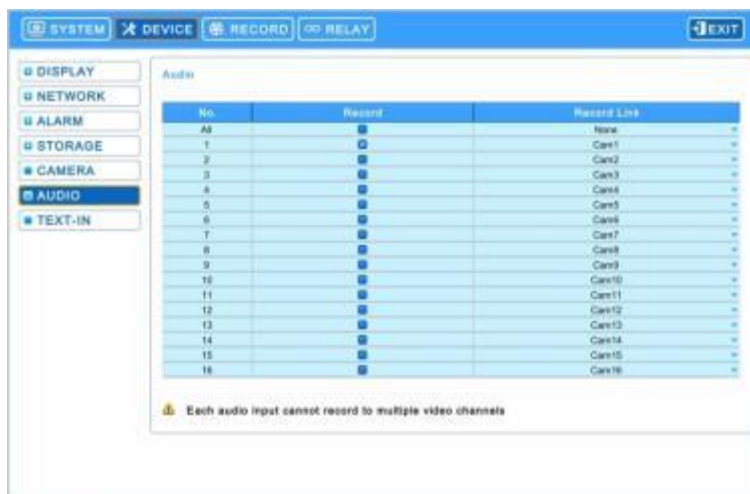 SYSTEM DEVICE RECORD RELAY EXIT
DISPLAY
NETWORK
ALARM
STORAGE
CAMERA
AUDIO
TEXT-IN
Audio
No. Record Record Link
All None
1 Cam1
2 Cam2
3 Cam3
4 Cam4
5 Cam5
6 Cam6
7 Cam7
8 Cam8
9 Cam9
10 Cam10
11 Cam11
12 Cam12
13 Cam13
14 Cam14
15 Cam15
16 Cam16
Each audio input cannot record to multiple video channels